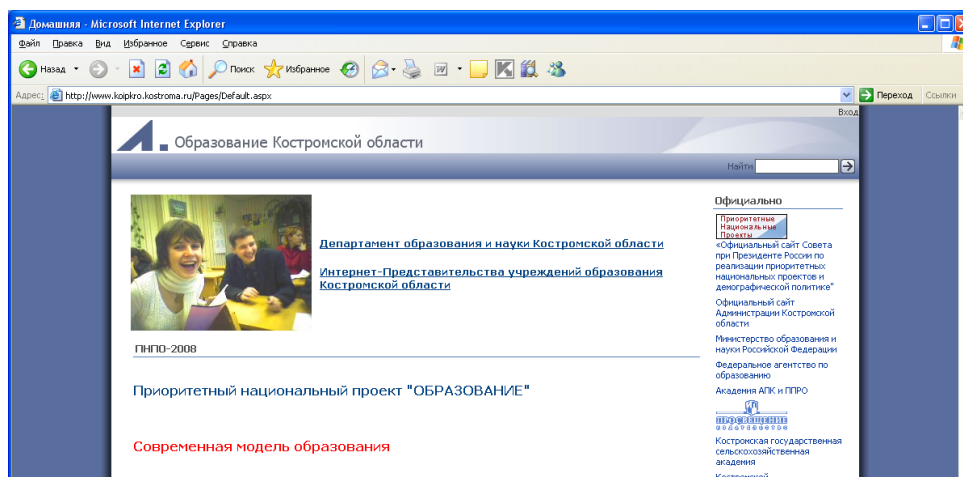 Домашняя - Microsoft Internet Explorer
Файл Правка Вид Избранное Сервис Справка
Назад Поиск Избранное
Адрес: http://www.koipkro.kostroma.ru/Pages/Default.aspx Переход Ссылки
Вход
Образование Костромской области
Найти
Департамент образования и науки Костромской области
Интернет-Представительства учреждений образования
Костромской области
ПНПО-2008
Приоритетный национальный проект "ОБРАЗОВАНИЕ"
Современная модель образования
Официально
Приоритетные
Национальные
Проекты
«Официальный сайт Совета
при Президенте России по
реализации приоритетных
национальных проектов и
демографической политике"
Официальный сайт
Администрации Костромской
области
Министерство образования и
науки Российской Федерации
Федеральное агентство по
образованию
Академия АПК и ППРО
ПРОСВЕЩЕНИЕ
ИЗДАТЕЛЬСТВО
Костромская государственная
сельскохозяйственная
академия
Костромской